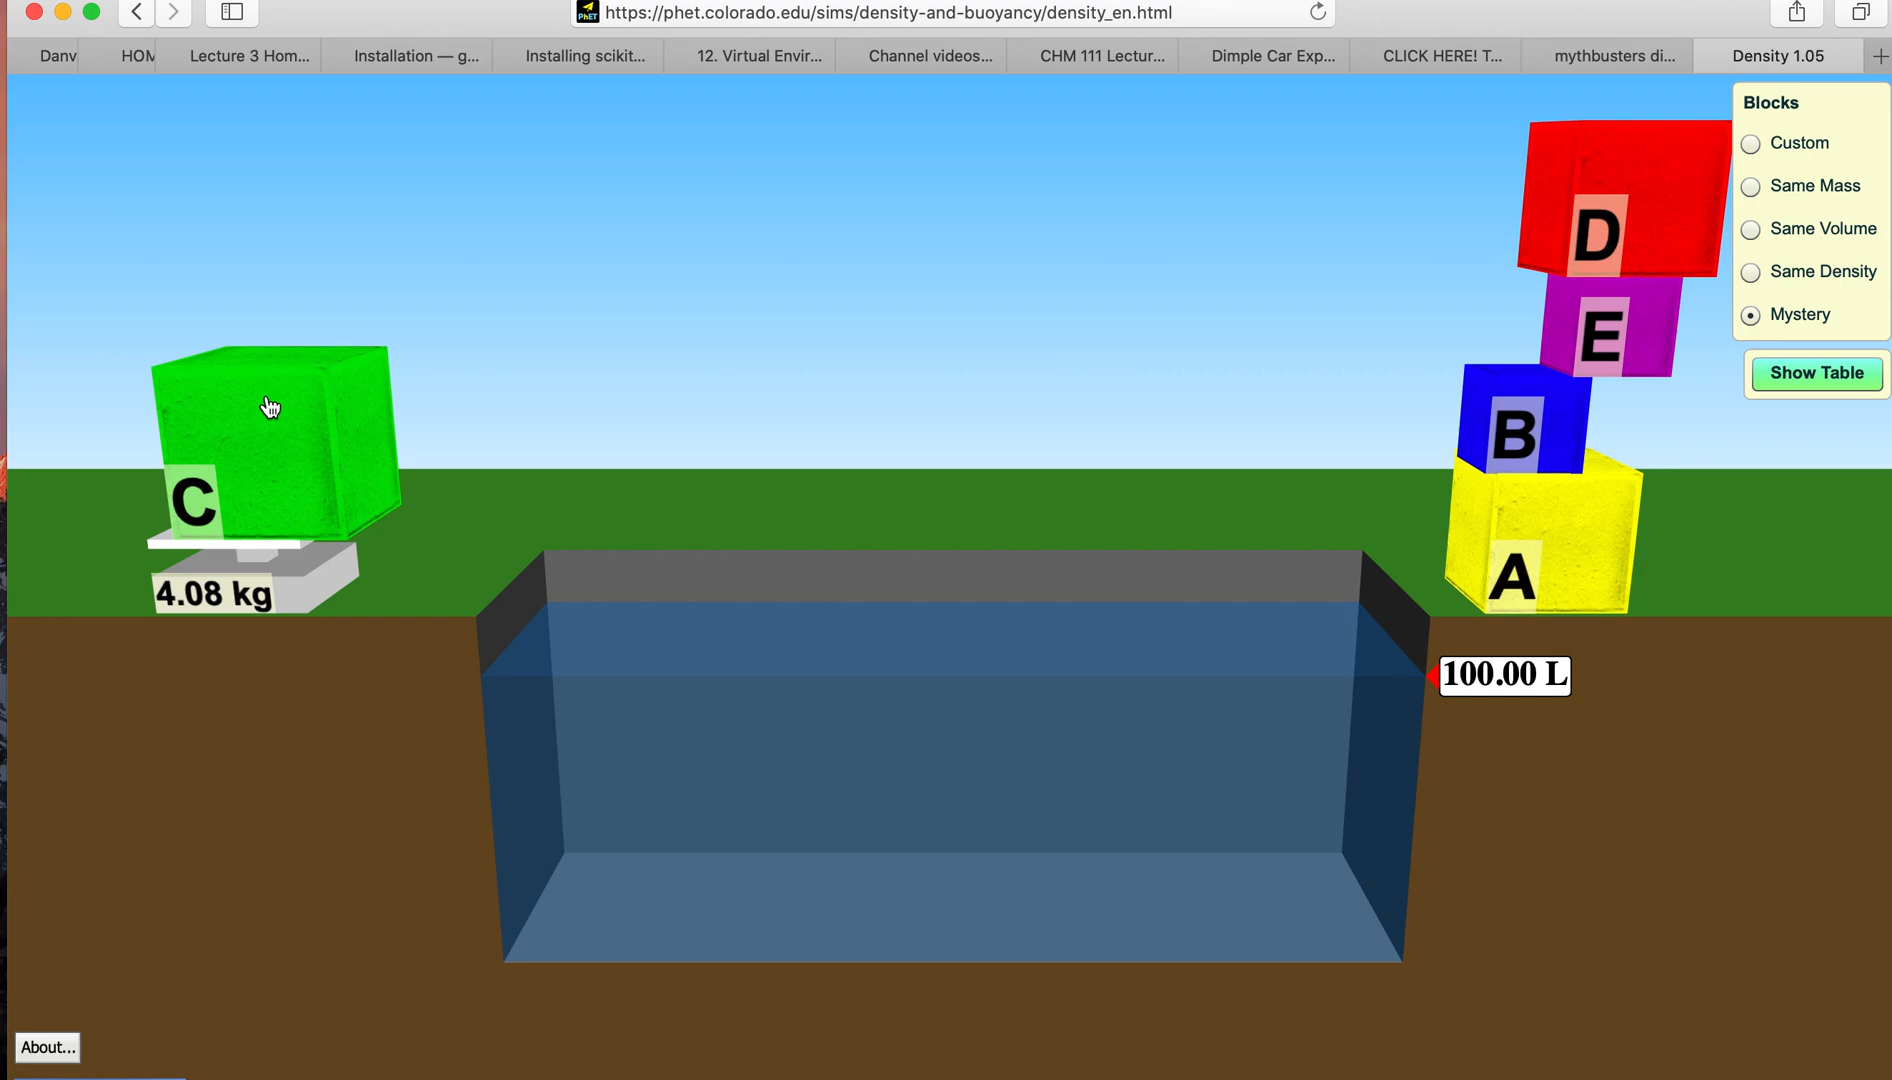 PhET https://phet.colorado.edu/sims/density-and-buoyancy/density_en.html
Danv HOM Lecture 3 Hom... Installation — g... Installing scikit... 12. Virtual Envir... Channel videos... CHM 111 Lectur... Dimple Car Exp... CLICK HERE! T... mythbusters di... Density 1.05
Blocks
Custom
Same Mass
Same Volume
Same Density
Mystery
Show Table
D
E
B
A
C
4.08 kg
100.00 L
About...